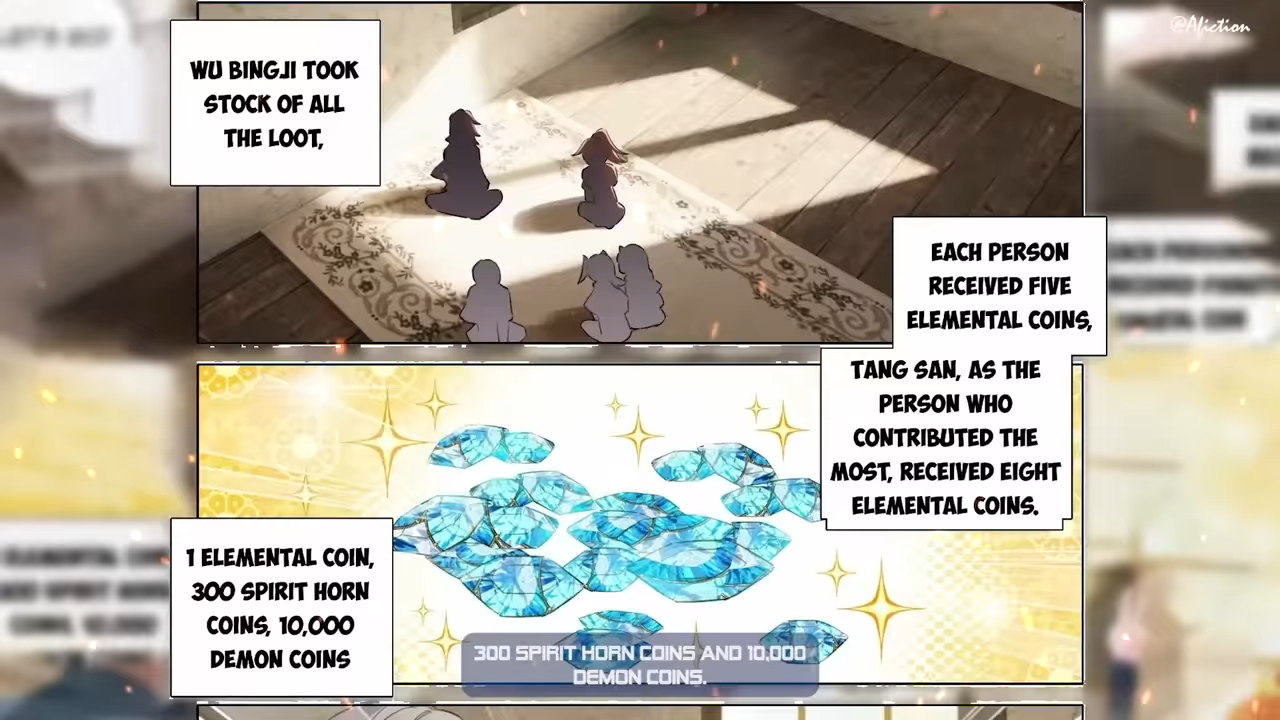 @Afiction
WU BINGJI TOOK
STOCK OF ALL
THE LOOT,
EACH PERSON
RECEIVED FIVE
ELEMENTAL COINS,
TANG SAN, AS THE
PERSON WHO
CONTRIBUTED THE
MOST, RECEIVED EIGHT
ELEMENTAL COINS.
1 ELEMENTAL COIN,
300 SPIRIT HORN
COINS, 10,000
DEMON COINS
300 SPIRIT HORN COINS AND 10,000
DEMON COINS.